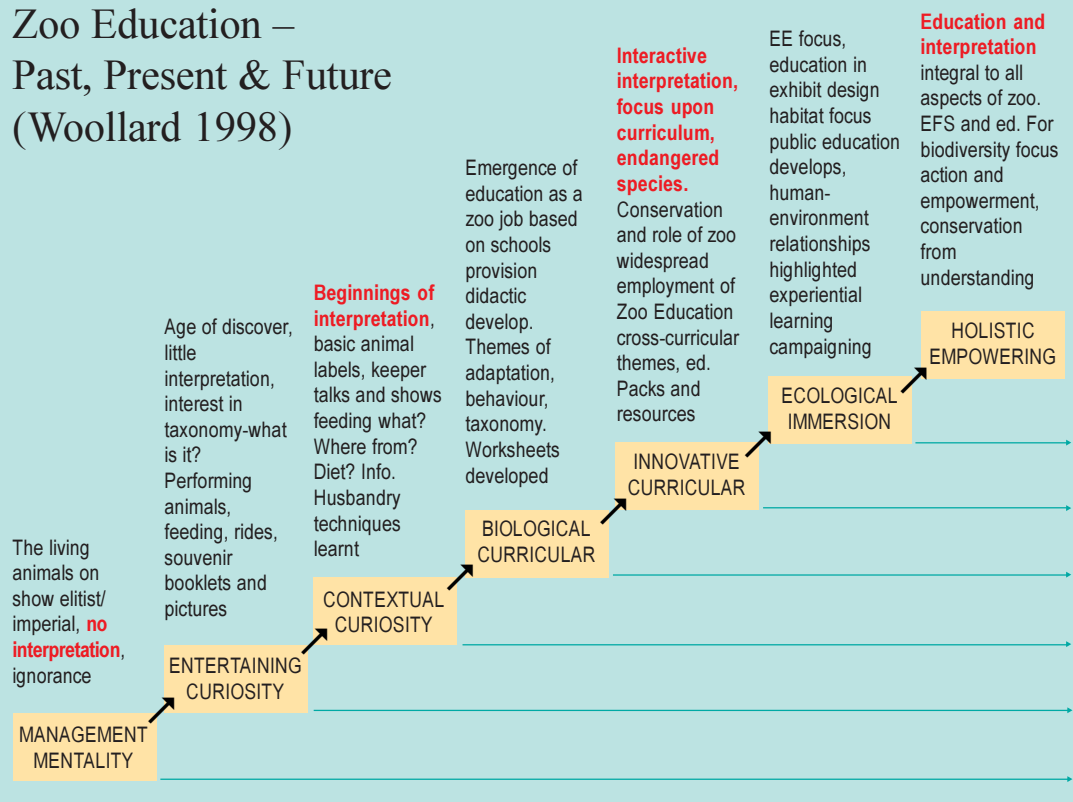 Zoo Education –
Past, Present & Future
(Woollard 1998)
The living
animals on
show elitist/
imperial, no
interpretation,
ignorance
MANAGEMENT
MENTALITY
Age of discover,
little
interpretation,
interest in
taxonomy-what
is it?
Performing
animals,
feeding, rides,
souvenir
booklets and
pictures
ENTERTAINING
CURIOSITY
Beginnings of
interpretation,
basic animal
labels, keeper
talks and shows
feeding what?
Where from?
Diet? Info.
Husbandry
techniques
learnt
CONTEXTUAL
CURIOSITY
Emergence of
education as a
zoo job based
on schools
provision
didactic
develop.
Themes of
adaptation,
behaviour,
taxonomy.
Worksheets
developed
BIOLOGICAL
CURRICULAR
Interactive
interpretation,
focus upon
curriculum,
endangered
species.
Conservation
and role of zoo
widespread
employment of
Zoo Education
cross-curricular
themes, ed.
Packs and
resources
INNOVATIVE
CURRICULAR
EE focus,
education in
exhibit design
habitat focus
public education
develops,
human-
environment
relationships
highlighted
experiential
learning
campaigning
ECOLOGICAL
IMMERSION
Education and
interpretation
integral to all
aspects of zoo.
EFS and ed. For
biodiversity focus
action and
empowerment,
conservation
from
understanding
HOLISTIC
EMPOWERING